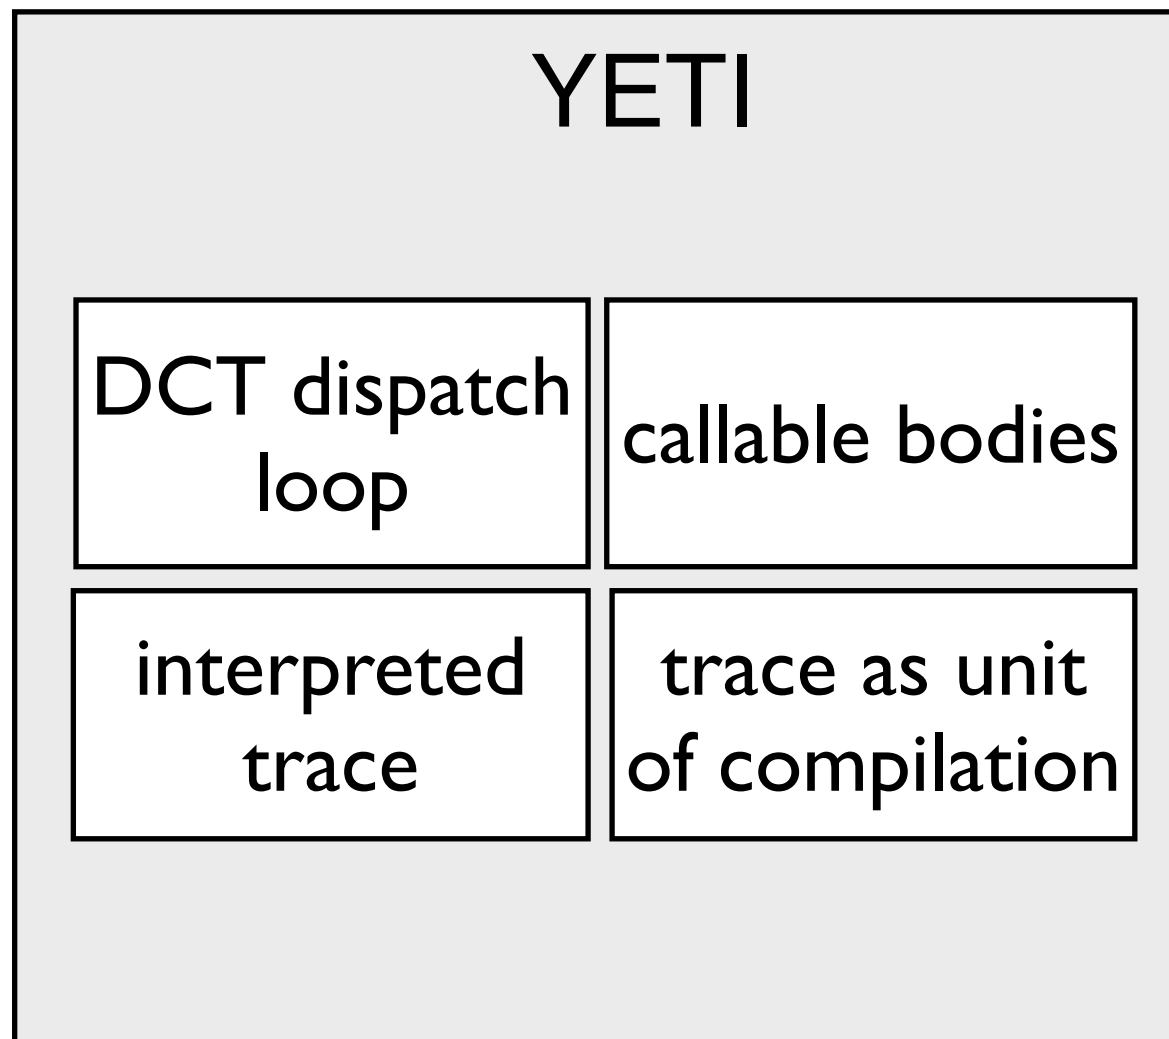 YETI
DCT dispatch
loop
callable bodies
interpreted
trace
trace as unit
of compilation